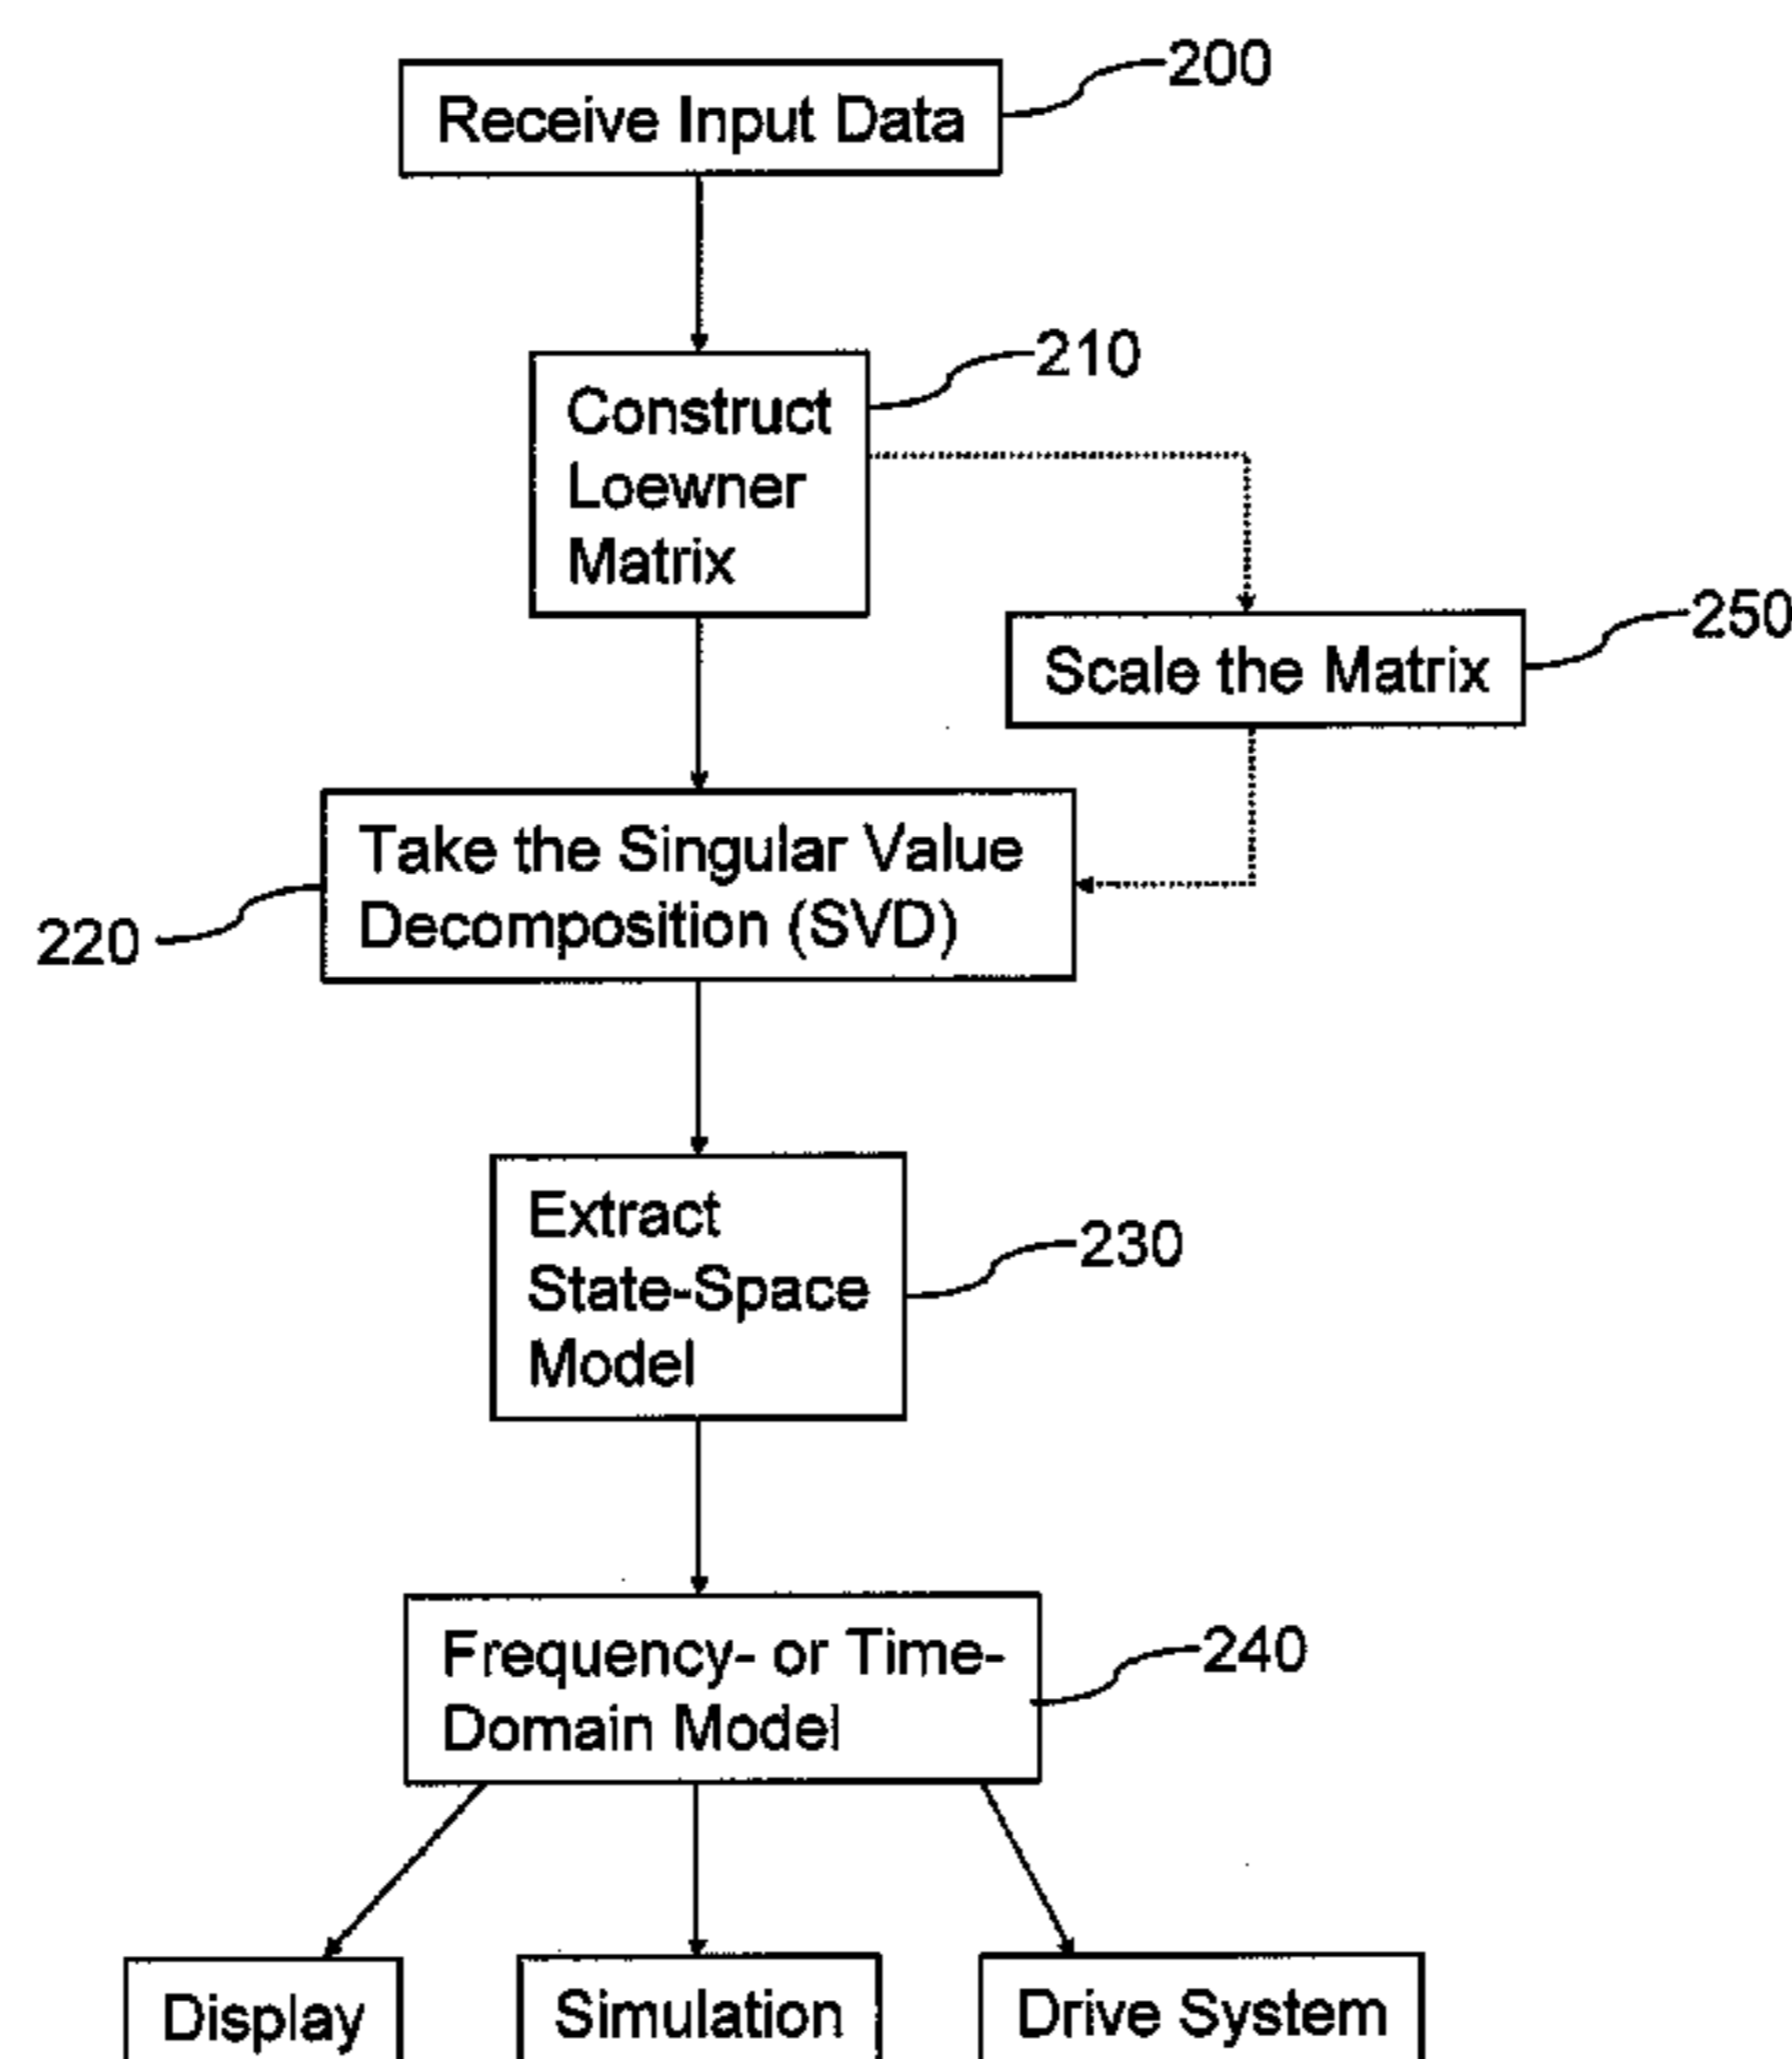 Receive Input Data
200
Construct
Loewner
Matrix
210
Scale the Matrix
250
Take the Singular Value
Decomposition (SVD)
220
Extract
State-Space
Model
230
Frequency- or Time-
Domain Model
240
Display
Simulation
Drive System